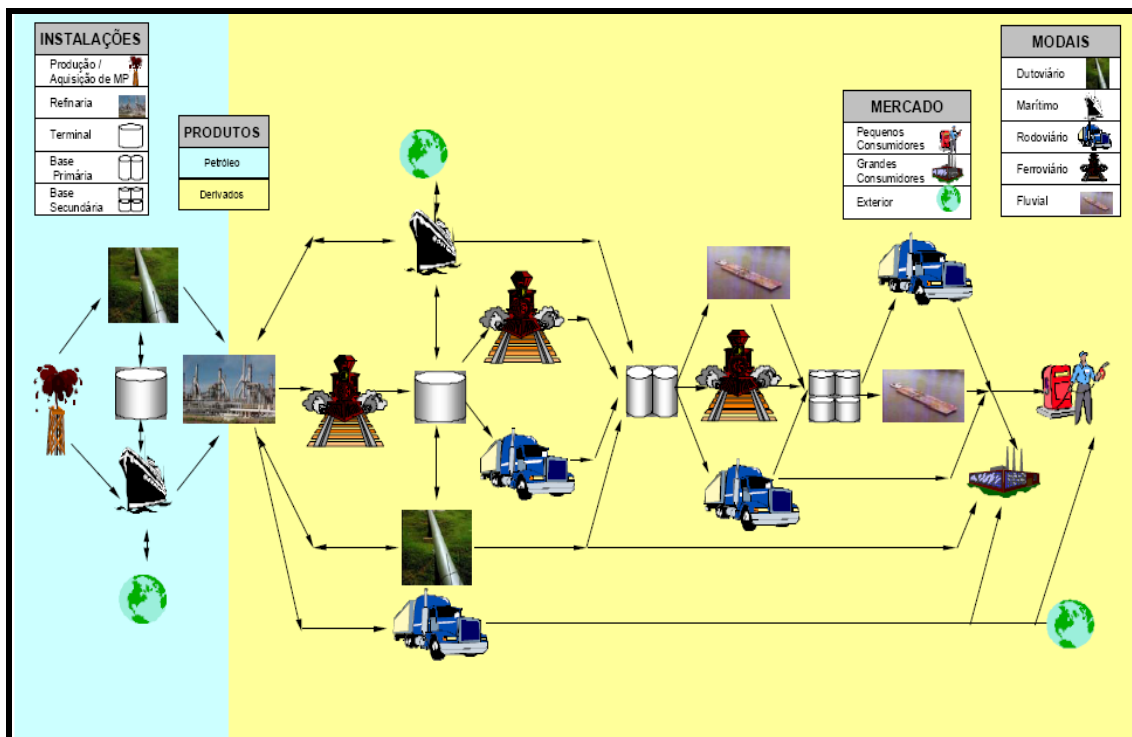 INSTALAÇÕES
Produção /
Aquisição de MP
Refinaria
Terminal
Base
Primária
Base
Secundária
PRODUTOS
Petróleo
Derivados
MERCADO
Pequenos
Consumidores
Grandes
Consumidores
Exterior
MODAIS
Dutoviário
Marítimo
Rodoviário
Ferroviário
Fluvial